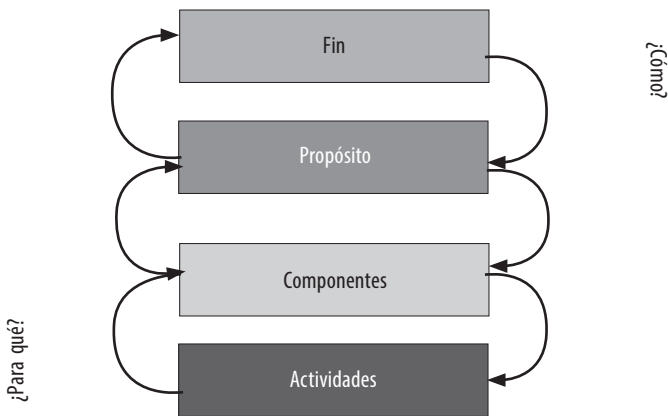 Fin
¿Cómo?
Propósito
Componentes
¿Para qué?
Actividades